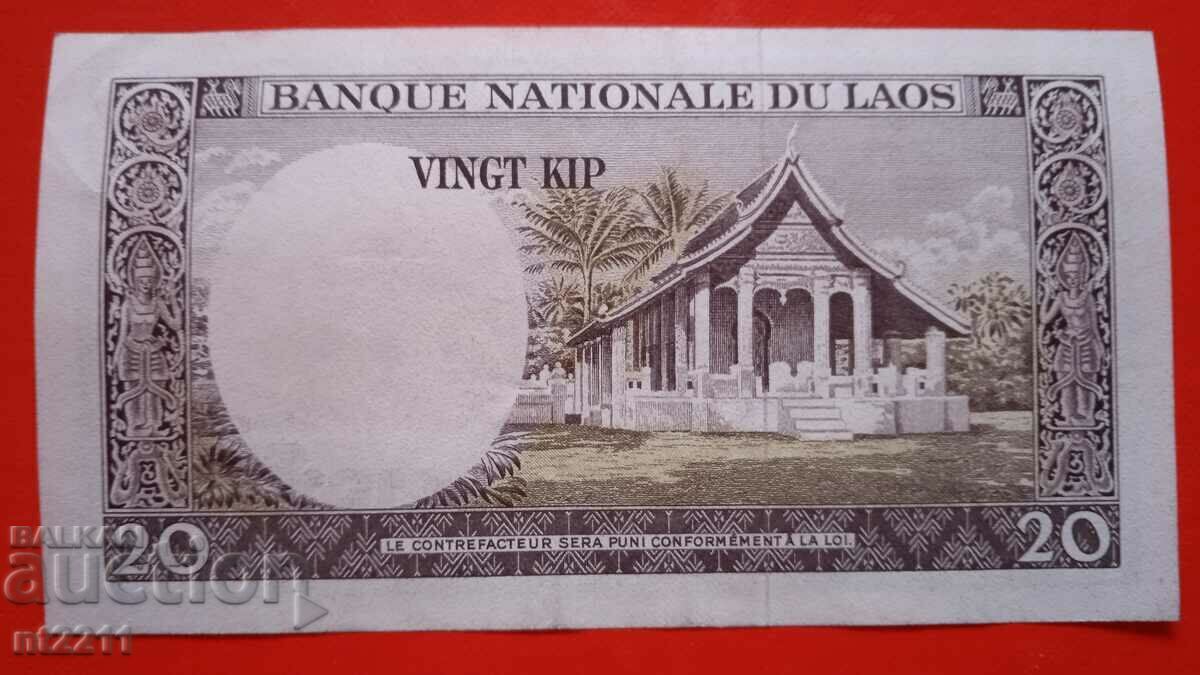 BANQUE NATIONALE DU LAOS
VINGT KIP
20
LE CONTREFACTEUR SERA PUNI CONFORMÉMENT À LA LOI.
20
BALKAN
auction
nt2211